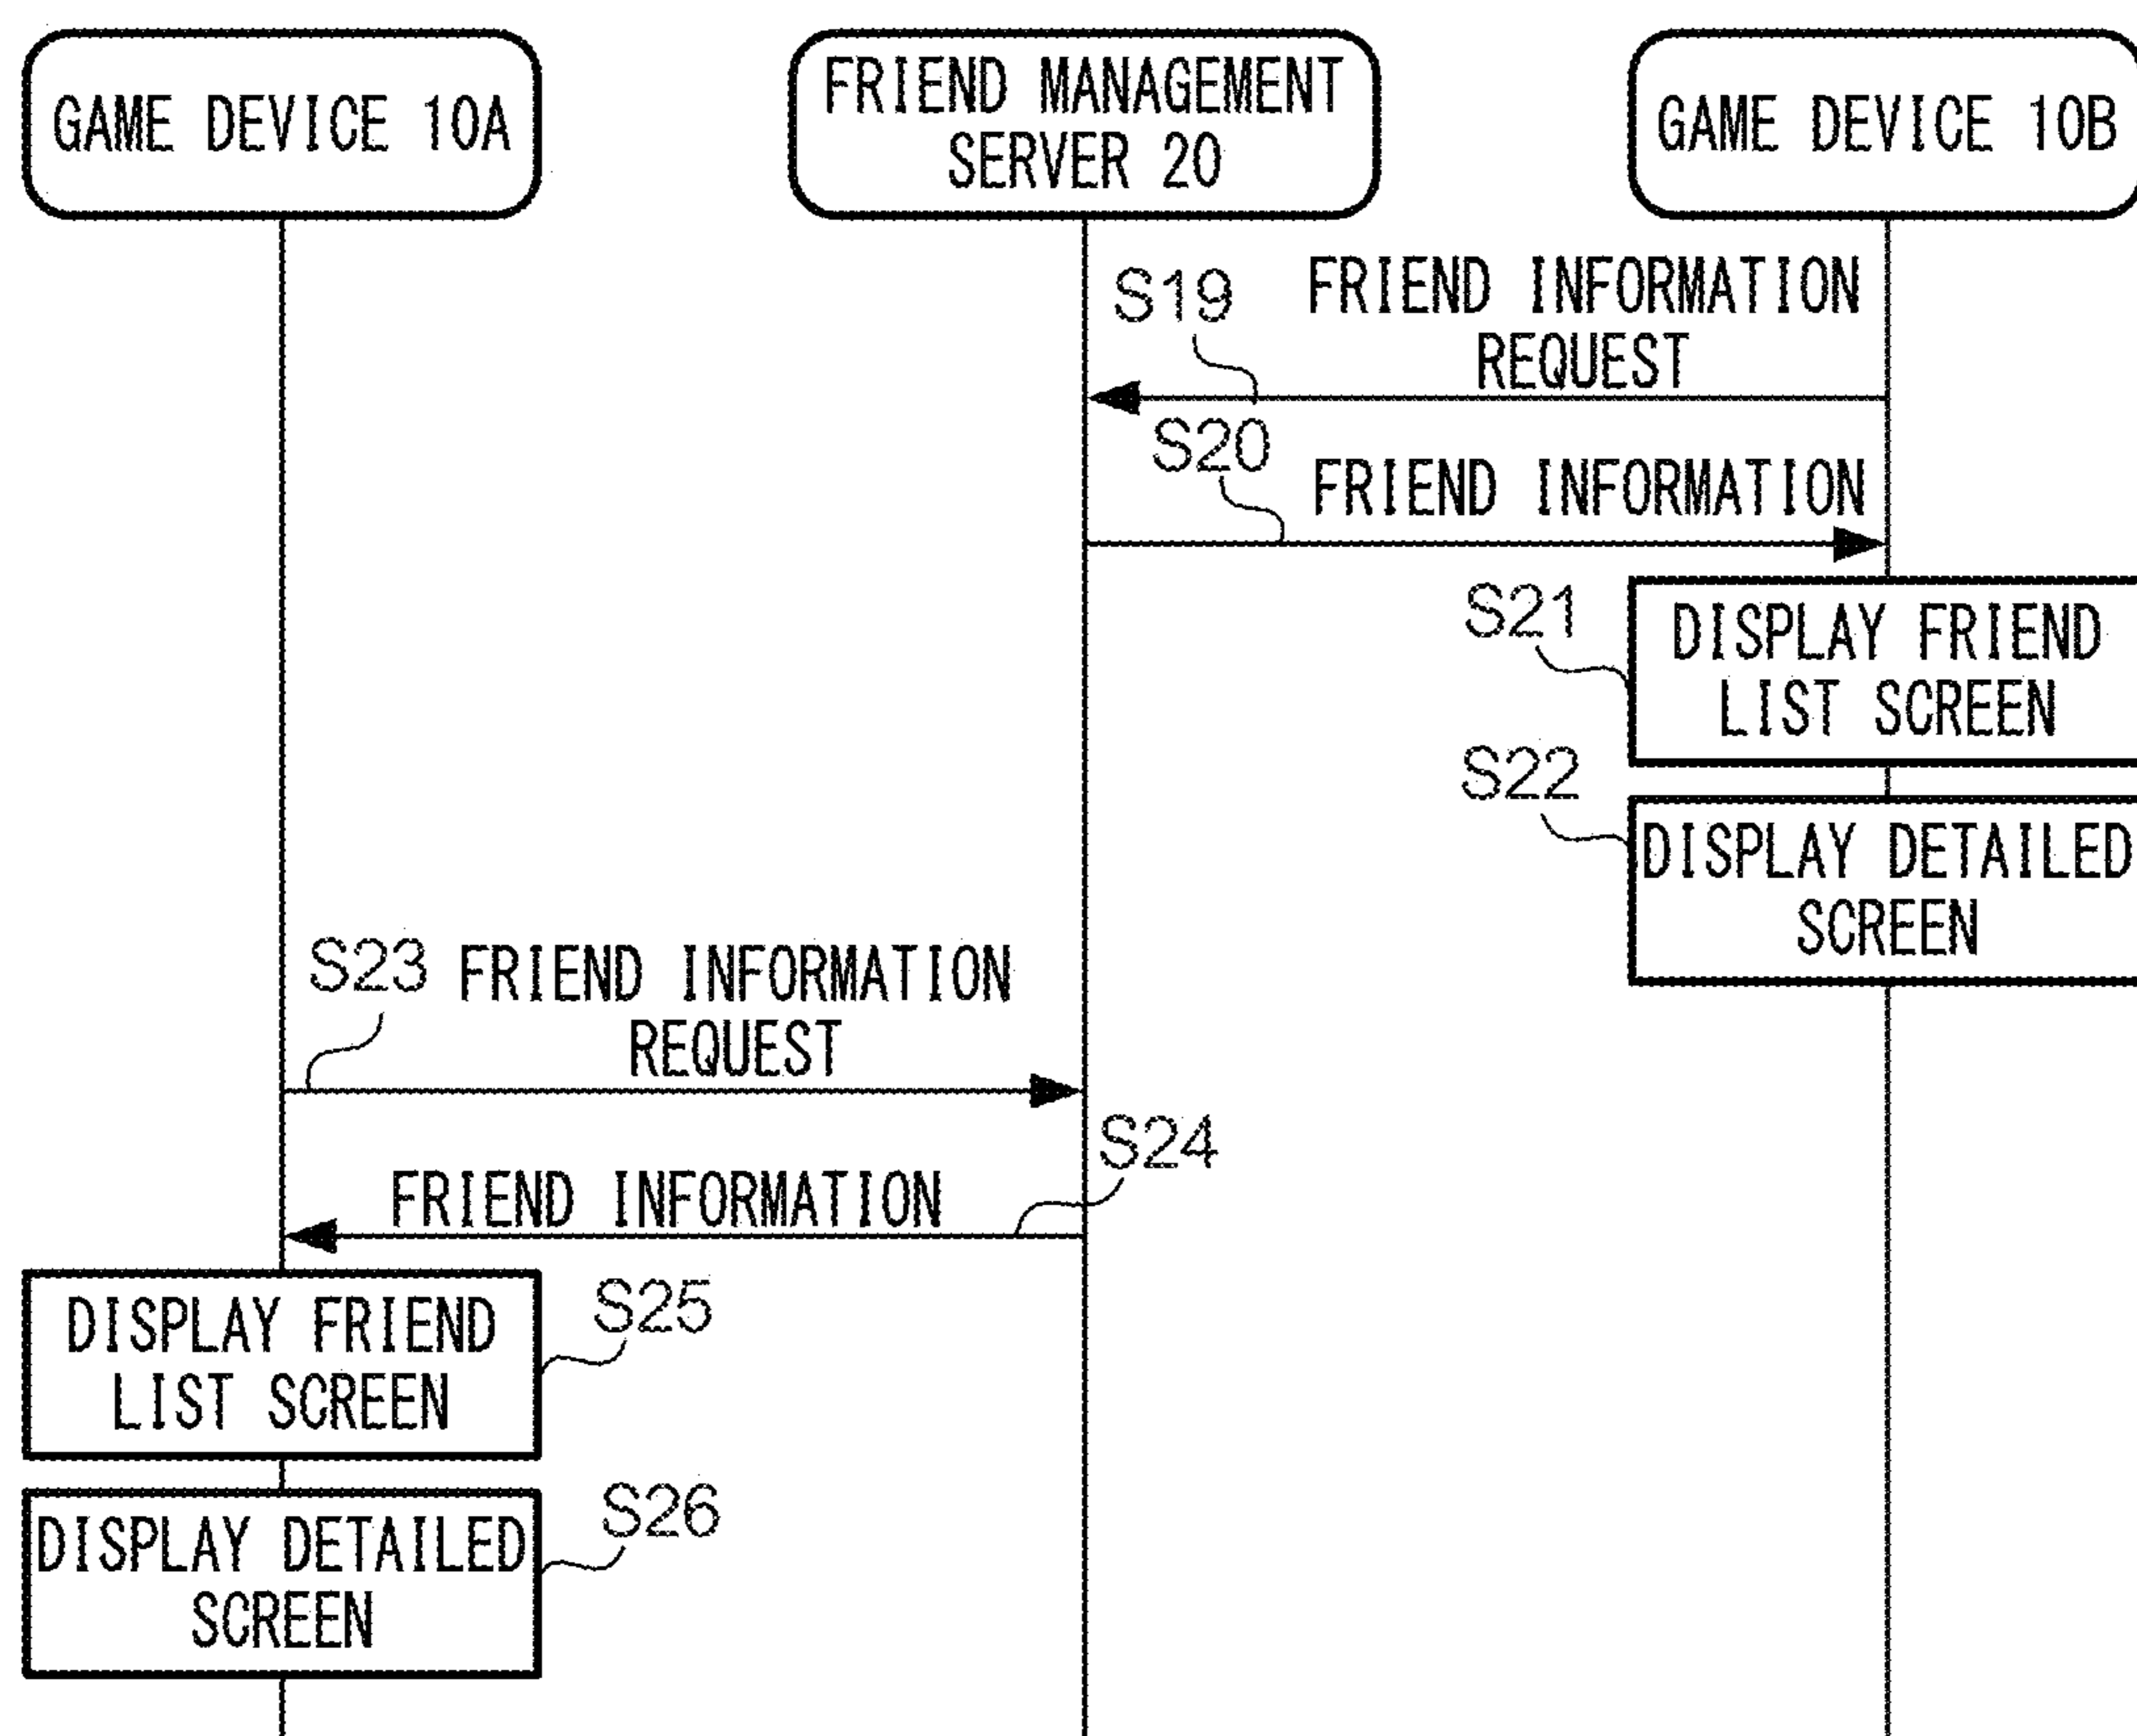 GAME DEVICE 10A
FRIEND MANAGEMENT
SERVER 20
GAME DEVICE 10B
S19
FRIEND INFORMATION
REQUEST
S20
FRIEND INFORMATION
S21
DISPLAY FRIEND
LIST SCREEN
S22
DISPLAY DETAILED
SCREEN
S23
FRIEND INFORMATION
REQUEST
S24
FRIEND INFORMATION
DISPLAY FRIEND
LIST SCREEN
S25
DISPLAY DETAILED
SCREEN
S26